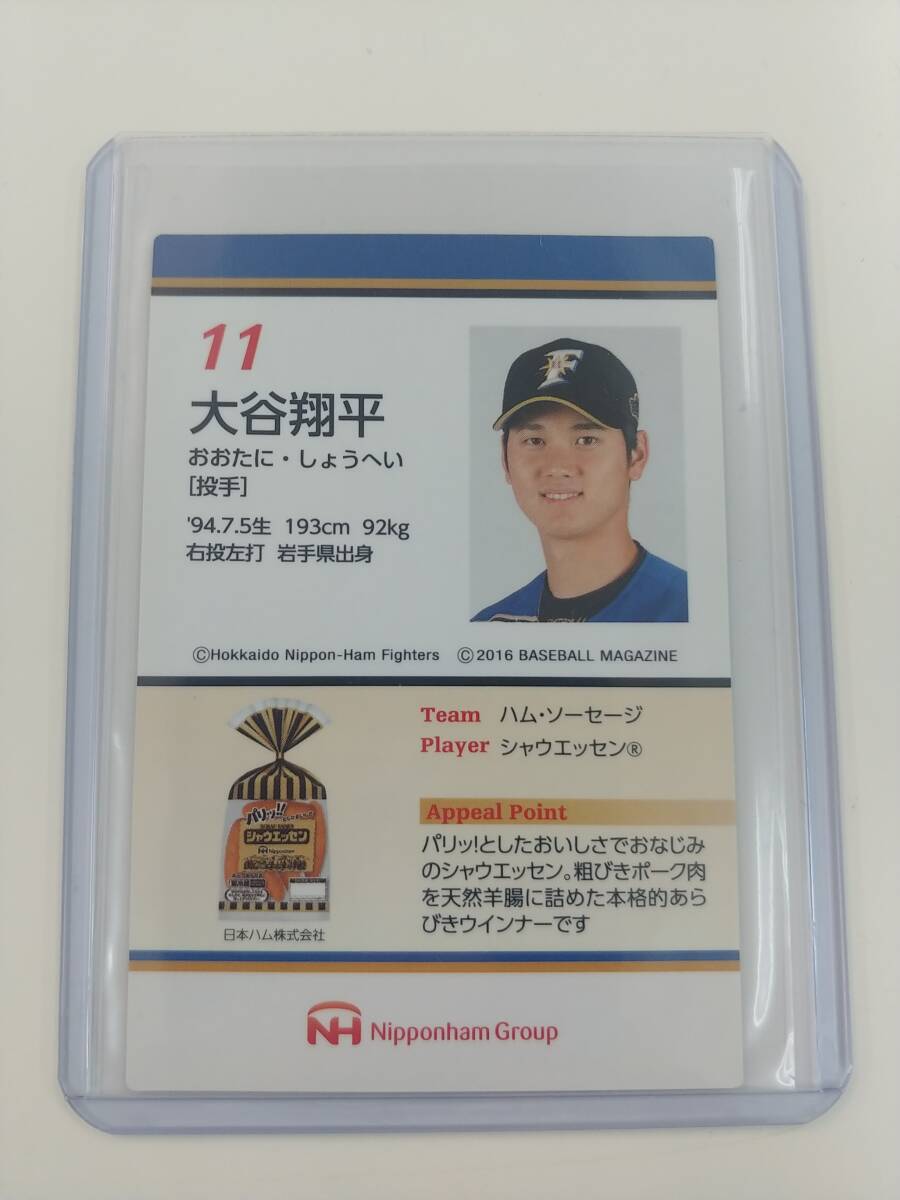 11
大谷翔平
おおたに・しょうへい
[投手]
'94.7.5生 193cm 92kg
右投左打 岩手県出身
F
©Hokkaido Nippon-Ham Fighters ©2016 BASEBALL MAGAZINE
Team ハム・ソーセージ
Player シャウエッセン®
パリッ!!
シャウエッセン
Nipponham
日本ハム株式会社
Appeal Point
パリッ!としたおいしさでおなじみ
のシャウエッセン。粗びきポーク肉
を天然羊腸に詰めた本格的あら
びきウインナーです
NH Nipponham Group